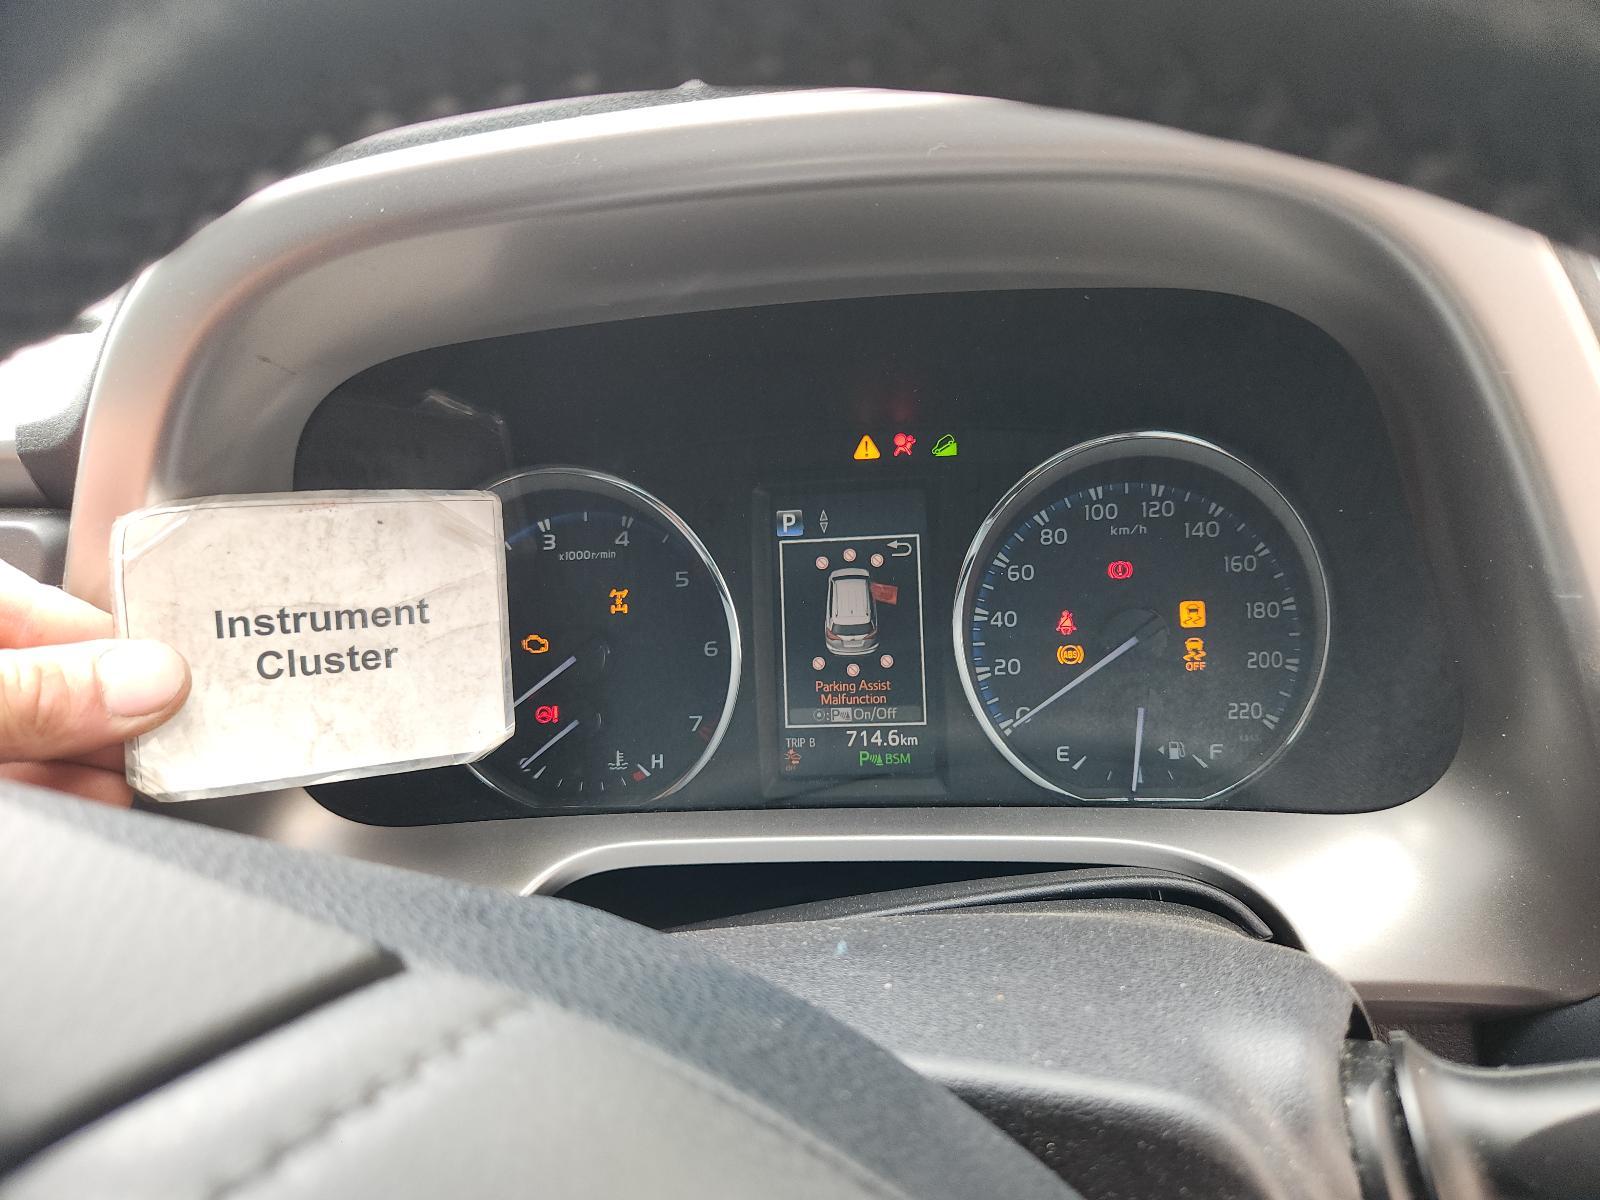 Instrument
Cluster
3
4
5
6
7
x1000r/min
H
P
Parking Assist
Malfunction
: P On/Off
TRIP B 714.6km
OFF
P BSM
20
40
60
80
100
120
140
160
180
200
220
km/h
ABS
OFF
E
F